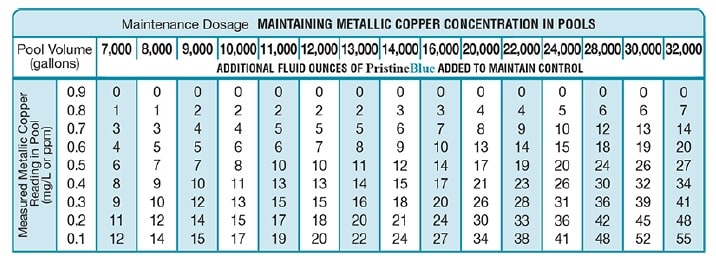 Maintenance Dosage MAINTAINING METALLIC COPPER CONCENTRATION IN POOLS
Pool Volume (gallons) 7,000 8,000 9,000 10,000 11,000 12,000 13,000 14,000 16,000 20,000 22,000 24,000 28,000 30,000 32,000
ADDITIONAL FLUID OUNCES OF PristineBlue ADDED TO MAINTAIN CONTROL
Measured Metallic Copper
Reading in Pool
(mg/L or ppm)
0.9 0 0 0 0 0 0 0 0 0 0 0 0 0 0 0
0.8 1 1 2 2 2 2 2 3 3 4 4 5 6 6 7
0.7 3 3 4 4 5 5 5 6 7 8 9 10 12 13 14
0.6 4 5 5 6 6 7 8 9 10 13 14 15 18 19 20
0.5 6 7 7 8 10 10 11 12 14 17 19 20 24 26 27
0.4 8 9 10 11 13 13 14 15 17 21 23 26 30 32 34
0.3 9 10 12 13 15 15 16 18 20 26 28 31 36 39 41
0.2 11 12 14 15 17 18 20 21 24 30 33 36 42 45 48
0.1 12 14 15 17 19 20 22 24 27 34 38 41 48 52 55